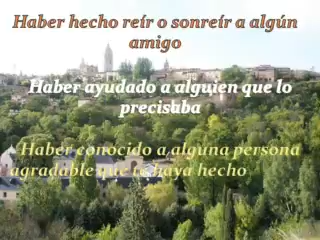 Haber hecho reír o sonreír a algún
amigo
Haber ayudado a alguien que lo
precisaba
Haber conocido a alguna persona
agradable que te haya hecho